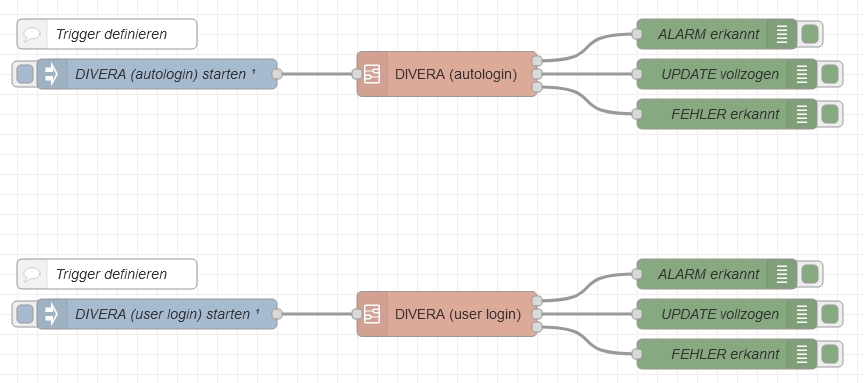 Trigger definieren
ALARM erkannt
DIVERA (autologin) starten ¹
DIVERA (autologin)
UPDATE vollzogen
FEHLER erkannt
Trigger definieren
ALARM erkannt
DIVERA (user login) starten ¹
DIVERA (user login)
UPDATE vollzogen
FEHLER erkannt